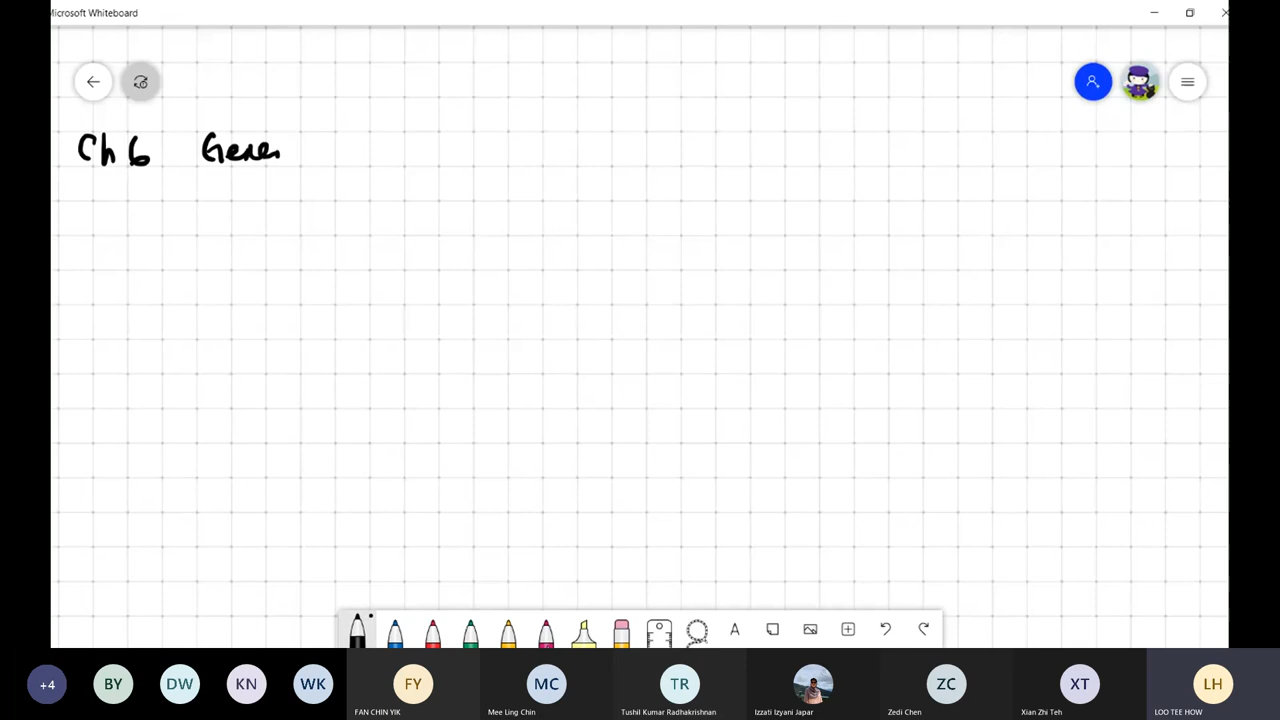 Microsoft Whiteboard
Ch 6 Gener
A
+4 BY DW KN WK FY MC TR ZC XT LH
FAN CHIN YIK Mee Ling Chin Tushil Kumar Radhakrishnan Izzati Izyani Japar Zedi Chen Xian Zhi Teh LOO TEE HOW